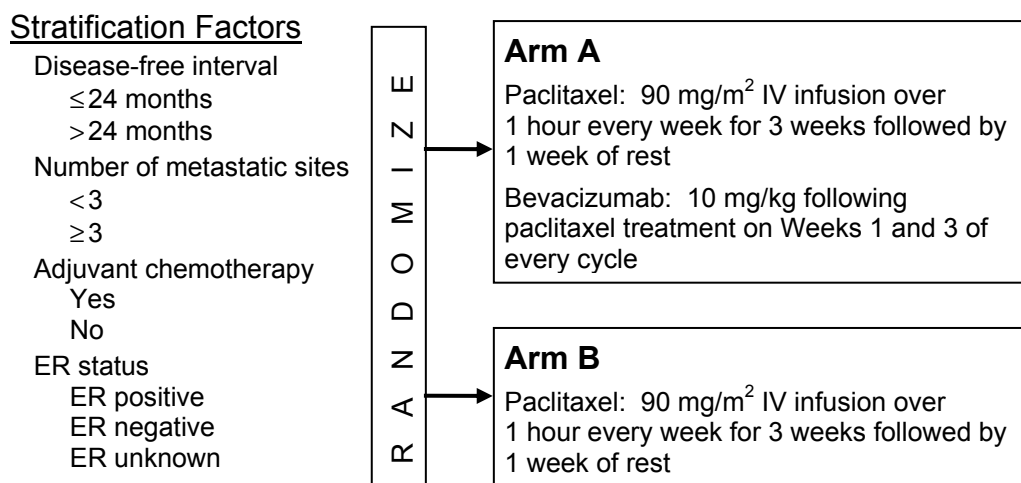 Stratification Factors
Disease-free interval
≤24 months
>24 months
Number of metastatic sites
<3
≥3
Adjuvant chemotherapy
Yes
No
ER status
ER positive
ER negative
ER unknown
R A N D O M I Z E
Arm A
Paclitaxel: 90 mg/m² IV infusion over
1 hour every week for 3 weeks followed by
1 week of rest
Bevacizumab: 10 mg/kg following
paclitaxel treatment on Weeks 1 and 3 of
every cycle
Arm B
Paclitaxel: 90 mg/m² IV infusion over
1 hour every week for 3 weeks followed by
1 week of rest